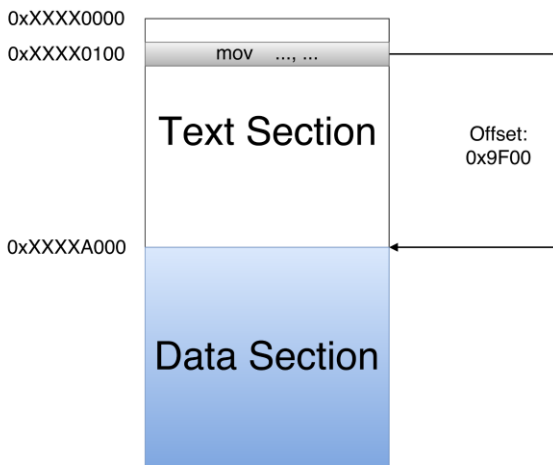 0xXXXX0000
0xXXXX0100
mov ..., ...
Text Section
Offset:
0x9F00
0xXXXXA000
Data Section